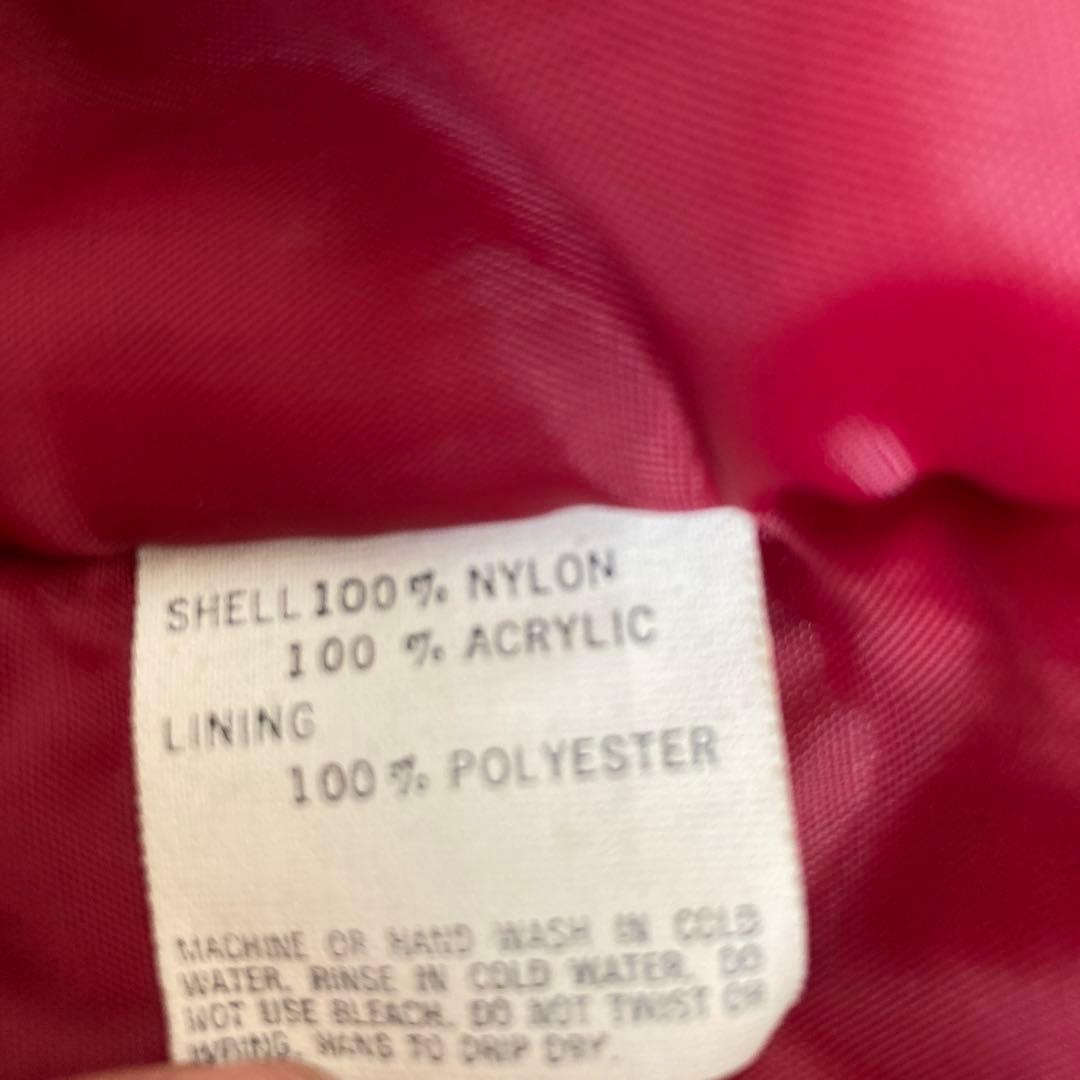 SHELL 100% NYLON
100 % ACRYLIC
LINING
100% POLYESTER
MACHINE OR HAND WASH IN COLD
WATER. RINSE IN COLD WATER. DO
NOT USE BLEACH. DO NOT TWIST OR
WRING. HANG TO DRIP DRY.